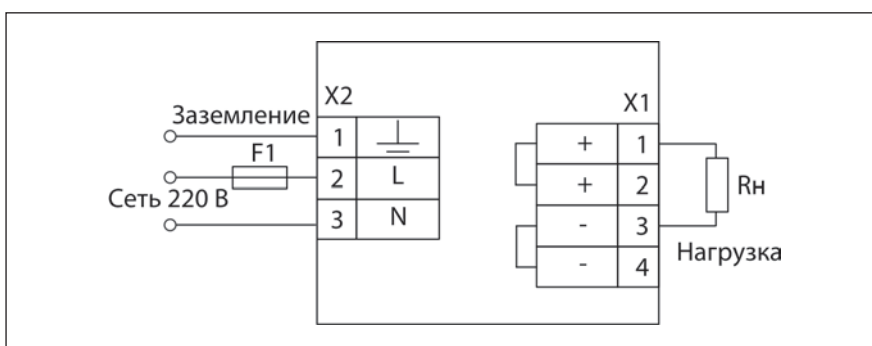 X2
Заземление
1
F1
2 L
Сеть 220 В
3 N
X1
+ 1
+ 2
- 3
- 4
Rн
Нагрузка